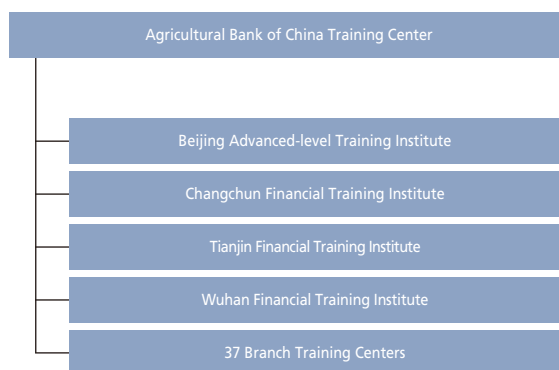 Agricultural Bank of China Training Center
Beijing Advanced-level Training Institute
Changchun Financial Training Institute
Tianjin Financial Training Institute
Wuhan Financial Training Institute
37 Branch Training Centers